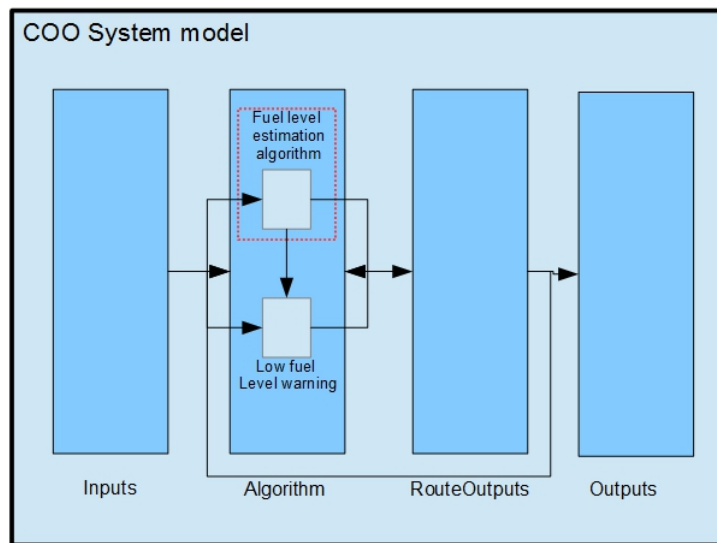 COO System model
Fuel level
estimation
algorithm
Low fuel
Level warning
Inputs
Algorithm
RouteOutputs
Outputs